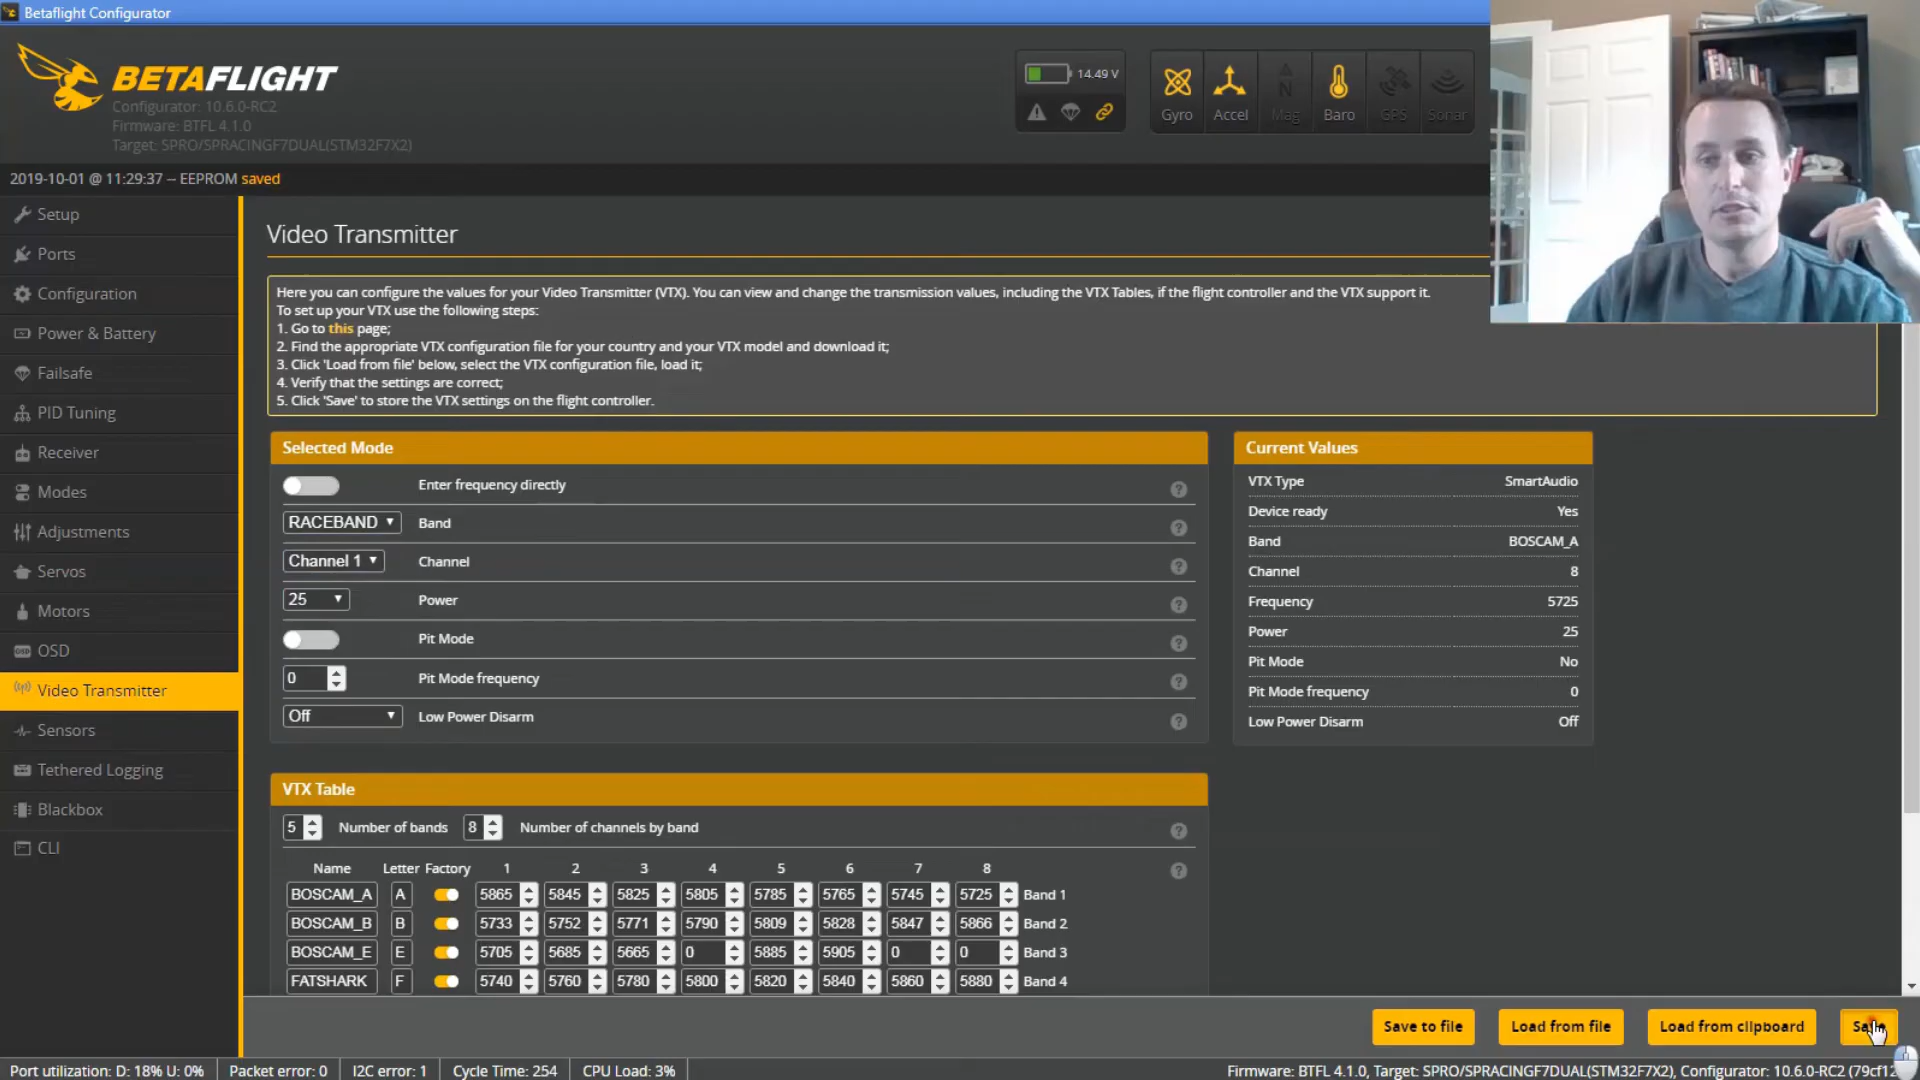 Betaflight Configurator
BETAFLIGHT
Configurator: 10.6.0-RC2
Firmware: BTFL 4.1.0
Target: SPRO/SPRACINGF7DUAL(STM32F7X2)
14.49 V
Gyro
Accel
Mag
Baro
GPS
Sonar
2019-10-01 @ 11:29:37 -- EEPROM saved
Setup
Ports
Configuration
Power & Battery
Failsafe
PID Tuning
Receiver
Modes
Adjustments
Servos
Motors
OSD
Video Transmitter
Sensors
Tethered Logging
Blackbox
CLI
Video Transmitter
Here you can configure the values for your Video Transmitter (VTX). You can view and change the transmission values, including the VTX Tables, if the flight controller and the VTX support it.
To set up your VTX use the following steps:
1. Go to this page;
2. Find the appropriate VTX configuration file for your country and your VTX model and download it;
3. Click 'Load from file' below, select the VTX configuration file, load it;
4. Verify that the settings are correct;
5. Click 'Save' to store the VTX settings on the flight controller.
Selected Mode
Enter frequency directly
RACEBAND Band
Channel 1 Channel
25 Power
Pit Mode
0 Pit Mode frequency
Off Low Power Disarm
Current Values
VTX Type SmartAudio
Device ready Yes
Band BOSCAM_A
Channel 8
Frequency 5725
Power 25
Pit Mode No
Pit Mode frequency 0
Low Power Disarm Off
VTX Table
5 Number of bands 8 Number of channels by band
Name Letter Factory 1 2 3 4 5 6 7 8
BOSCAM_A A 5865 5845 5825 5805 5785 5765 5745 5725 Band 1
BOSCAM_B B 5733 5752 5771 5790 5809 5828 5847 5866 Band 2
BOSCAM_E E 5705 5685 5665 0 5885 5905 0 0 Band 3
FATSHARK F 5740 5760 5780 5800 5820 5840 5860 5880 Band 4
Save to file
Load from file
Load from clipboard
Port utilization: D: 18% U: 0%
Packet error: 0
I2C error: 1
Cycle Time: 254
CPU Load: 3%
Firmware: BTFL 4.1.0, Target: SPRO/SPRACINGF7DUAL(STM32F7X2), Configurator: 10.6.0-RC2